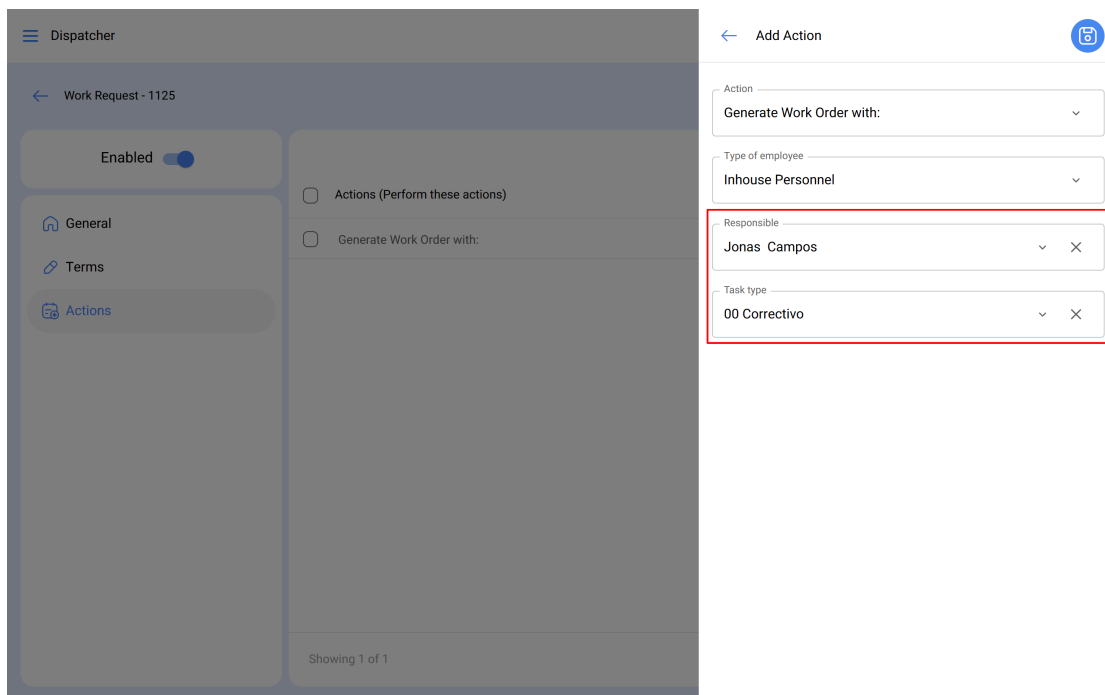 Dispatcher
Work Request - 1125
Enabled
General
Terms
Actions
Actions (Perform these actions)
Generate Work Order with:
Showing 1 of 1
Add Action
Action
Generate Work Order with:
Type of employee
Inhouse Personnel
Responsible
Jonas  Campos
Task type
00 Correctivo